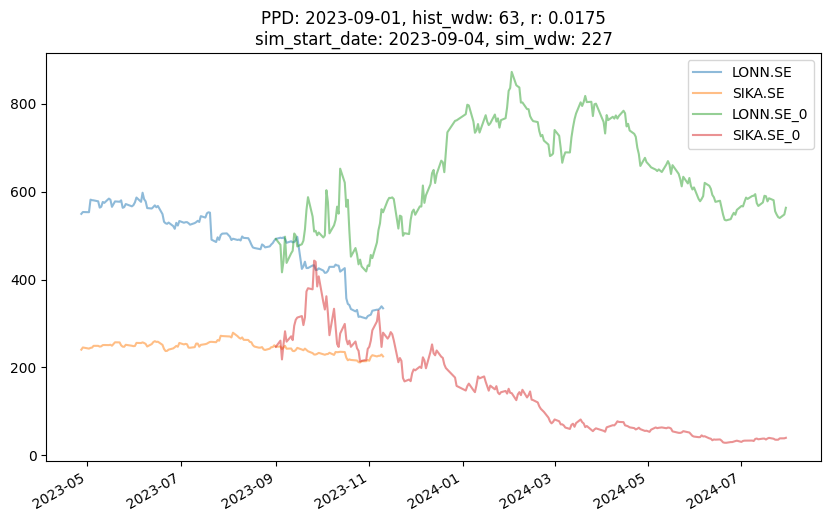 PPD: 2023-09-01, hist_wdw: 63, r: 0.0175
sim_start_date: 2023-09-04, sim_wdw: 227
LONN.SE
SIKA.SE
LONN.SE_0
SIKA.SE_0
800
600
400
200
0
2023-05
2023-07
2023-09
2023-11
2024-01
2024-03
2024-05
2024-07